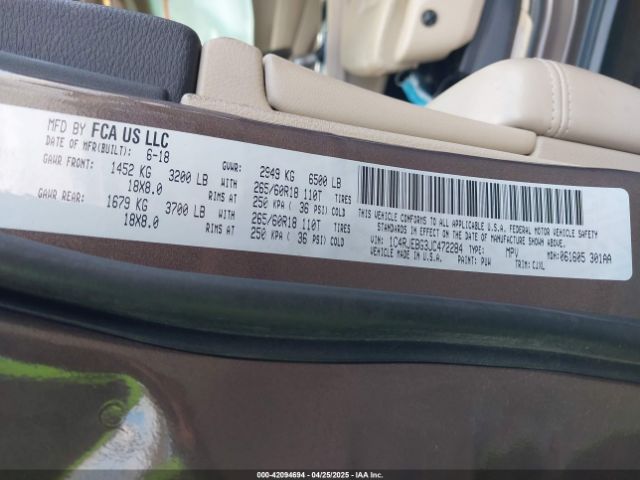 MFD BY FCA US LLC
DATE OF MFR(BUILT): 6-18
GVWR: 2949 KG 6500 LB
GAWR FRONT: 1452 KG 3200 LB WITH 265/60R18 110T TIRES
18X8.0 RIMS AT 250 KPA ( 36 PSI) COLD
GAWR REAR: 1679 KG 3700 LB WITH 265/60R18 110T TIRES
18X8.0 RIMS AT 250 KPA ( 36 PSI) COLD
THIS VEHICLE CONFORMS TO ALL APPLICABLE U.S.A. FEDERAL MOTOR VEHICLE SAFETY
STANDARDS IN EFFECT ON THE DATE OF MANUFACTURE SHOWN ABOVE.
VIN: 1C4RJEBG3JC472284 TYPE: MPV MDH:061605 301AA
VEHICLE MADE IN U.S.A. PAINT: PUW TRIM:CJXL
000-42094694 / 04/25/2025 - IAA Inc.